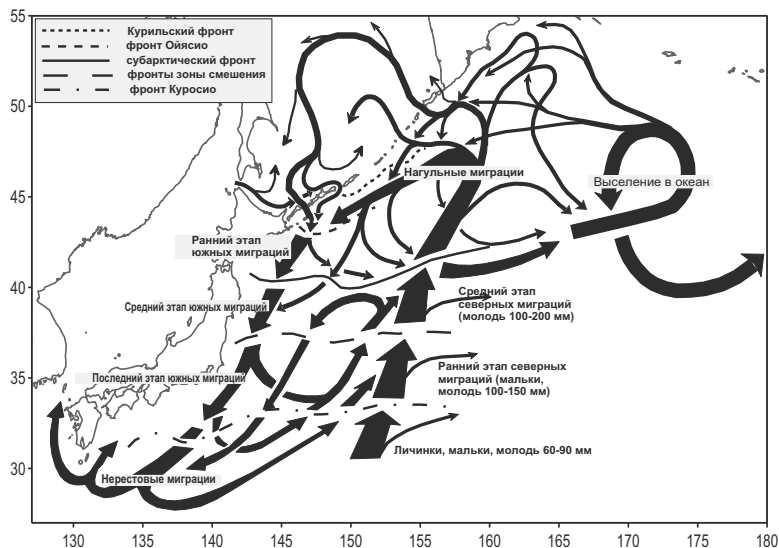 55
50
45
40
35
30
Курильский фронт
фронт Ойясио
субарктический фронт
фронты зоны смешения
фронт Куросио
Нагульные миграции
Выселение в океан
Ранний этап
южных миграций
Средний этап южных миграций
Средний этап
северных миграций
(молодь 100-200 мм)
Последний этап южных миграций
Ранний этап северных
миграций (мальки,
молодь 100-150 мм)
Личинки, мальки, молодь 60-90 мм
Нерестовые миграции
130 135 140 145 150 155 160 165 170 175 180